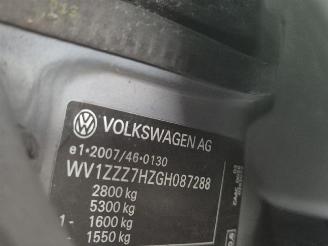 VOLKSWAGEN AG
e1*2007/46*0130
WV1ZZZ7HZGH087288
2800 kg
5300 kg
1- 1600 kg
1550 kg